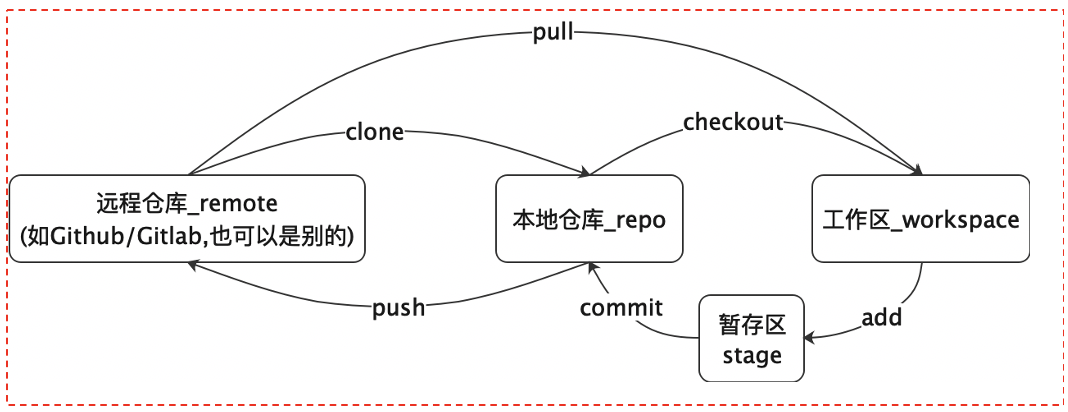 pull
clone
checkout
远程仓库_remote
(如Github/Gitlab,也可以是别的)
本地仓库_repo
工作区_workspace
push
commit
暂存区
stage
add